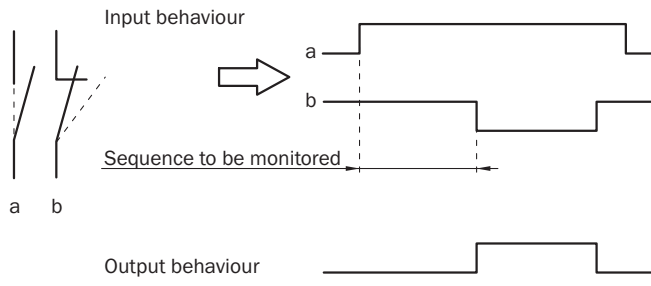 Input behaviour
a
b
Sequence to be monitored
a b
Output behaviour